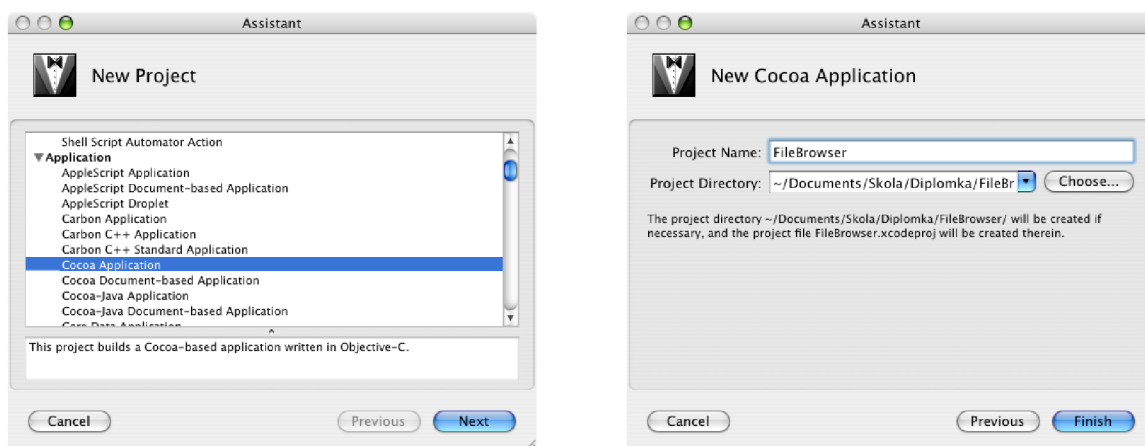 Assistant
New Project
Shell Script Automator Action
Application
AppleScript Application
AppleScript Document-based Application
AppleScript Droplet
Carbon Application
Carbon C++ Application
Carbon C++ Standard Application
Cocoa Application
Cocoa Document-based Application
Cocoa-Java Application
Cocoa-Java Document-based Application
Core Data Application
This project builds a Cocoa-based application written in Objective-C.
Cancel
Previous
Next
Assistant
New Cocoa Application
Project Name: FileBrowser
Project Directory: ~/Documents/Skola/Diplomka/FileBr Choose...
The project directory ~/Documents/Skola/Diplomka/FileBrowser/ will be created if
necessary, and the project file FileBrowser.xcodeproj will be created therein.
Cancel
Previous
Finish